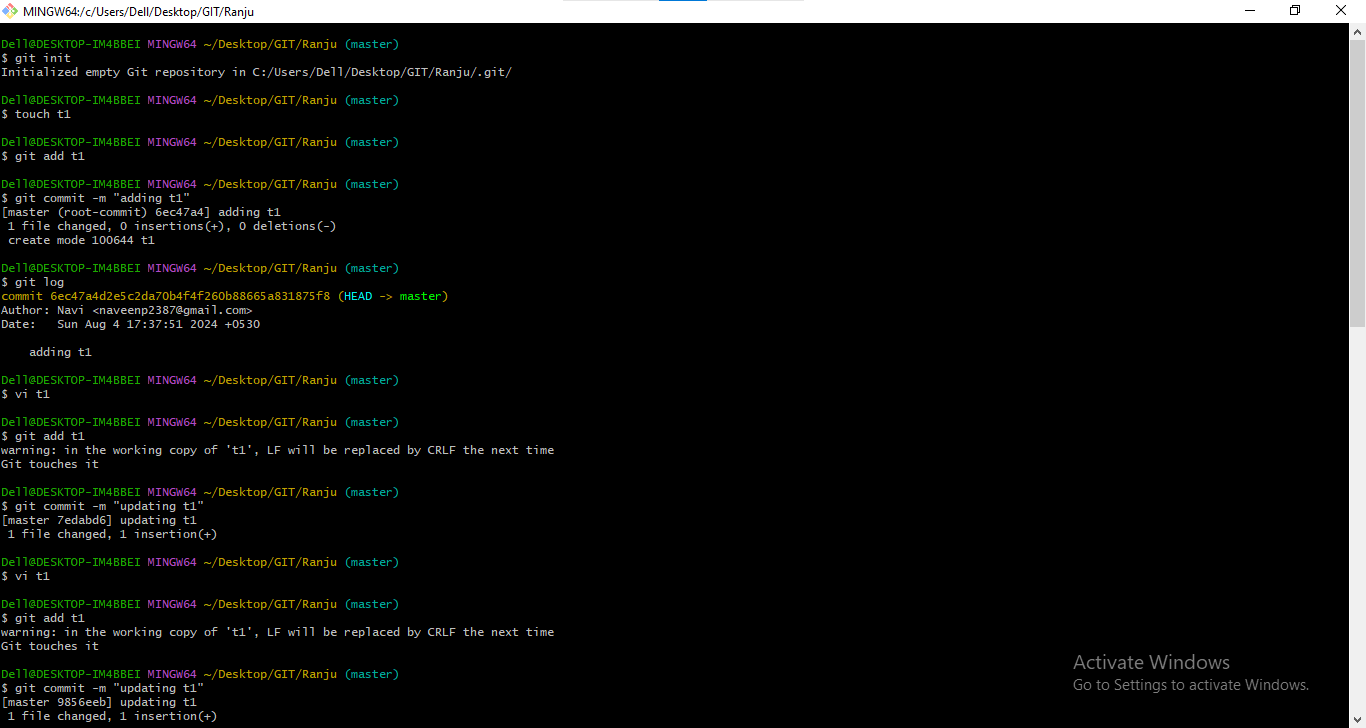 MINGW64:/c/Users/Dell/Desktop/GIT/Ranju
Dell@DESKTOP-IM4BBEI MINGW64 ~/Desktop/GIT/Ranju (master)
$ git init
Initialized empty Git repository in C:/Users/Dell/Desktop/GIT/Ranju/.git/
Dell@DESKTOP-IM4BBEI MINGW64 ~/Desktop/GIT/Ranju (master)
$ touch t1
Dell@DESKTOP-IM4BBEI MINGW64 ~/Desktop/GIT/Ranju (master)
$ git add t1
Dell@DESKTOP-IM4BBEI MINGW64 ~/Desktop/GIT/Ranju (master)
$ git commit -m "adding t1"
[master (root-commit) 6ec47a4] adding t1
 1 file changed, 0 insertions(+), 0 deletions(-)
 create mode 100644 t1
Dell@DESKTOP-IM4BBEI MINGW64 ~/Desktop/GIT/Ranju (master)
$ git log
commit 6ec47a4d2e5c2da70b4f4f260b88665a831875f8 (HEAD -> master)
Author: Navi <naveenp2387@gmail.com>
Date:   Sun Aug 4 17:37:51 2024 +0530
    adding t1
Dell@DESKTOP-IM4BBEI MINGW64 ~/Desktop/GIT/Ranju (master)
$ vi t1
Dell@DESKTOP-IM4BBEI MINGW64 ~/Desktop/GIT/Ranju (master)
$ git add t1
warning: in the working copy of 't1', LF will be replaced by CRLF the next time
Git touches it
Dell@DESKTOP-IM4BBEI MINGW64 ~/Desktop/GIT/Ranju (master)
$ git commit -m "updating t1"
[master 7edabd6] updating t1
 1 file changed, 1 insertion(+)
Dell@DESKTOP-IM4BBEI MINGW64 ~/Desktop/GIT/Ranju (master)
$ vi t1
Dell@DESKTOP-IM4BBEI MINGW64 ~/Desktop/GIT/Ranju (master)
$ git add t1
warning: in the working copy of 't1', LF will be replaced by CRLF the next time
Git touches it
Dell@DESKTOP-IM4BBEI MINGW64 ~/Desktop/GIT/Ranju (master)
$ git commit -m "updating t1"
[master 9856eeb] updating t1
 1 file changed, 1 insertion(+)
Activate Windows
Go to Settings to activate Windows.